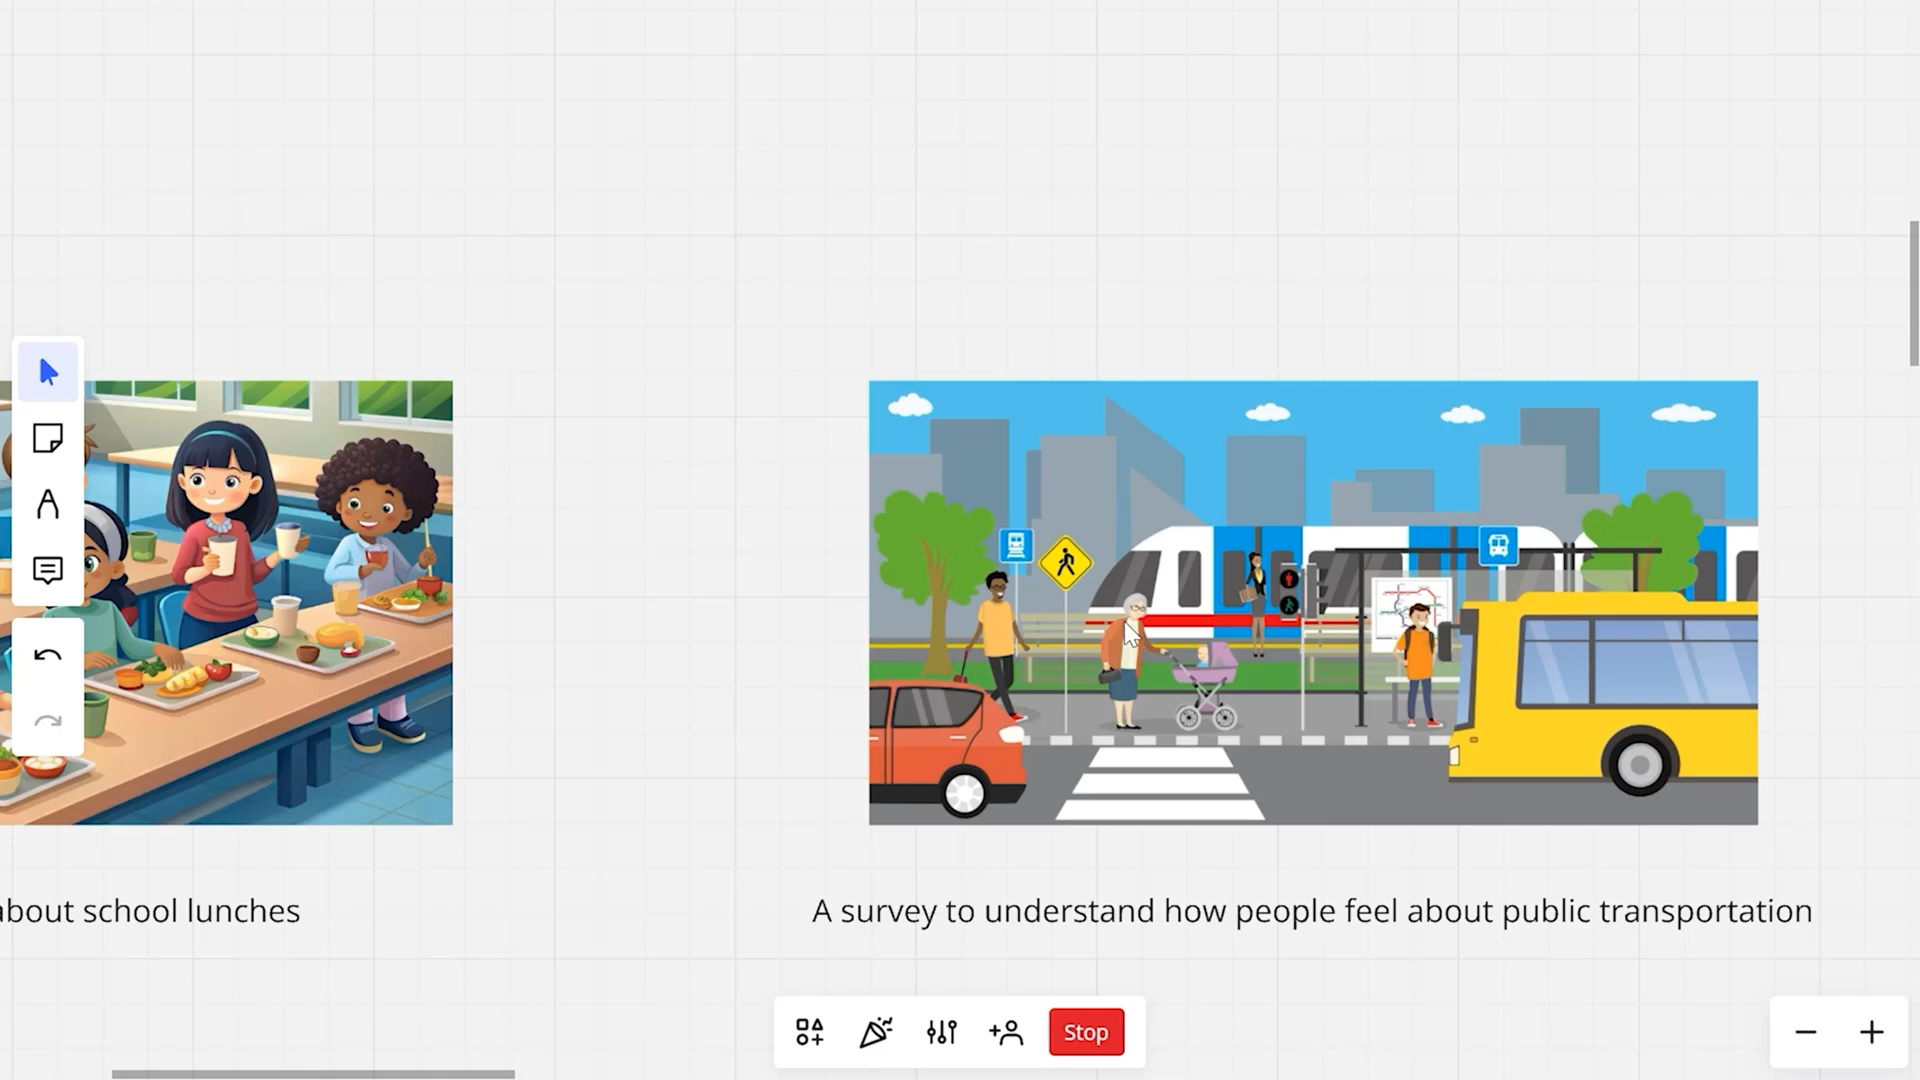 about school lunches
A survey to understand how people feel about public transportation
Stop